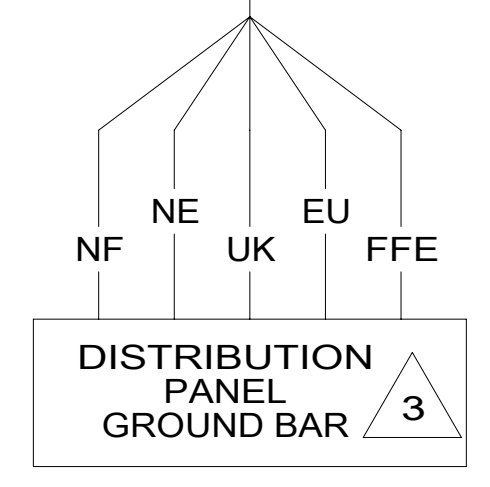 NE EU
NF UK FFE
DISTRIBUTION
PANEL
GROUND BAR
3